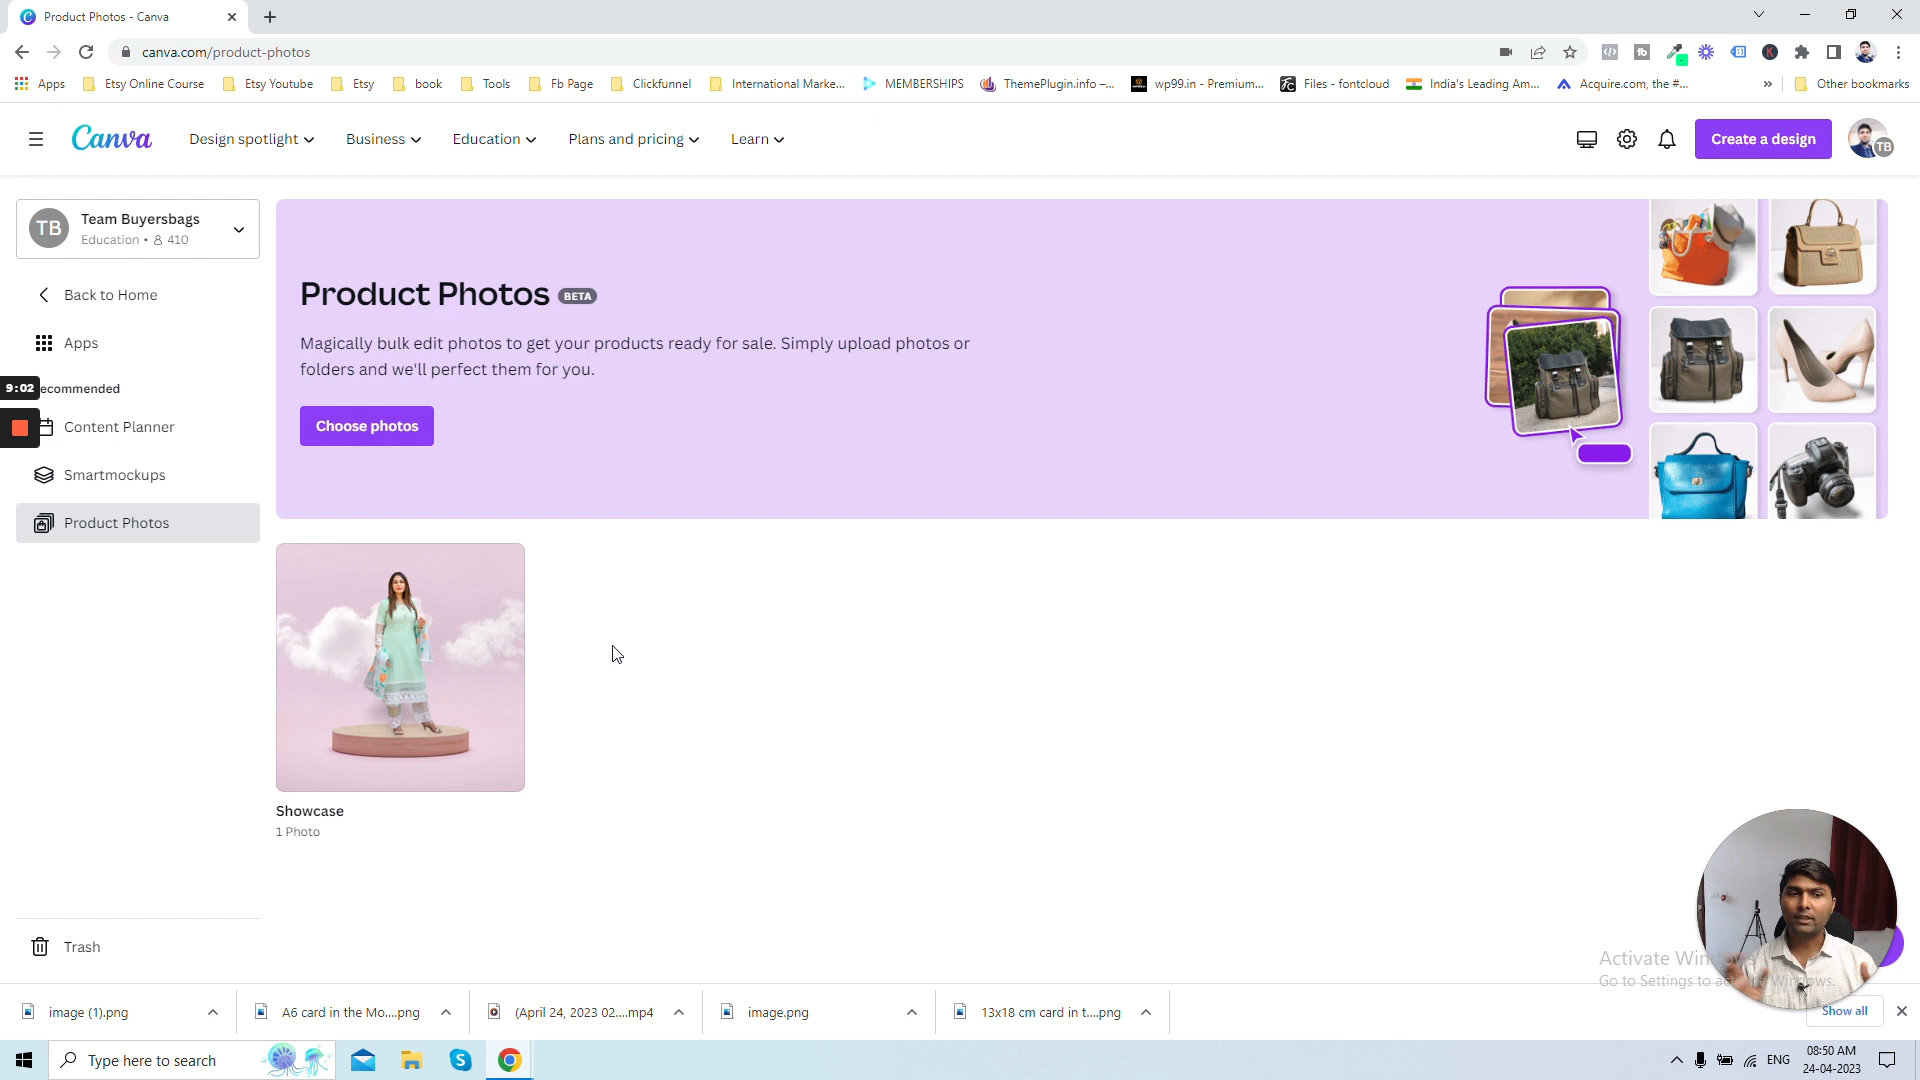 Product Photos - Canva
canva.com/product-photos
Apps
Etsy Online Course
Etsy Youtube
Etsy
book
Tools
Fb Page
Clickfunnel
International Marke...
MEMBERSHIPS
ThemePlugin.info –...
wp99.in - Premium...
Files - fontcloud
India's Leading Am...
Acquire.com, the #...
»
Other bookmarks
Canva
Design spotlight
Business
Education
Plans and pricing
Learn
Create a design
TB
TB
Team Buyersbags
Education • 410
Back to Home
Apps
9:02
ecommended
Content Planner
Smartmockups
Product Photos
Trash
Product Photos BETA
Magically bulk edit photos to get your products ready for sale. Simply upload photos or
folders and we'll perfect them for you.
Choose photos
Showcase
1 Photo
Activate Win
Go to Settings to ac Windows.
image (1).png
A6 card in the Mo....png
(April 24, 2023 02....mp4
image.png
13x18 cm card in t....png
Show all
Type here to search
ENG
08:50 AM
24-04-2023